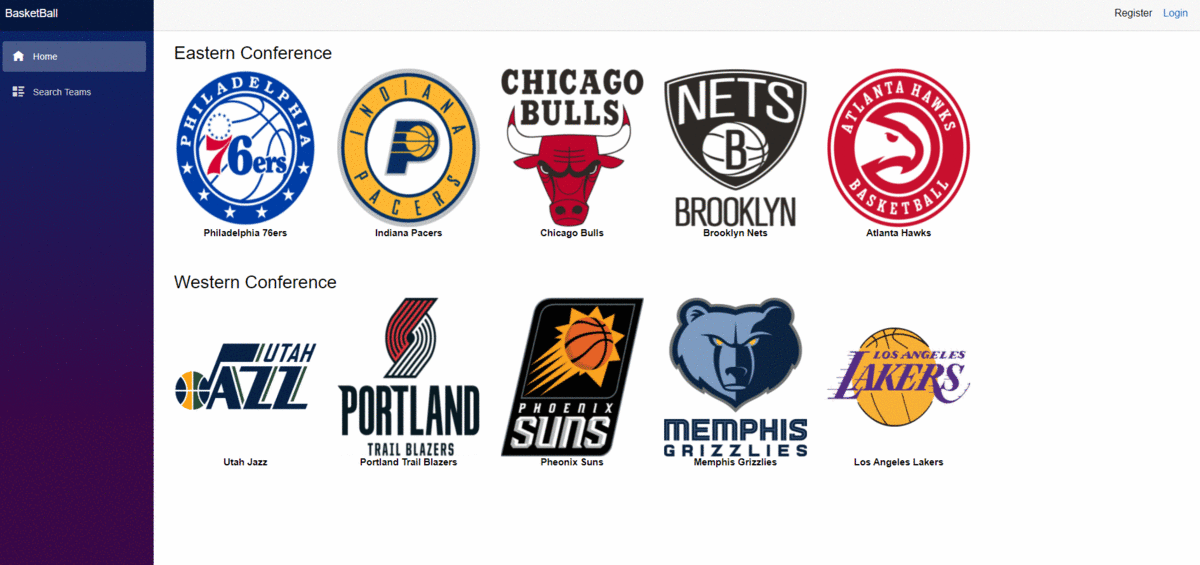 BasketBall
Register Login
Home
Search Teams
Eastern Conference
PHILADELPHIA
76ers
INDIANA
P
PACERS
CHICAGO
BULLS
NETS
B
BROOKLYN
ATLANTA HAWKS
BASKETBALL
Philadelphia 76ers
Indiana Pacers
Chicago Bulls
Brooklyn Nets
Atlanta Hawks
Western Conference
UTAH
JAZZ
PORTLAND
TRAIL BLAZERS
PHOENIX
SUNS
MEMPHIS
GRIZZLIES
LOS ANGELES
LAKERS
Utah Jazz
Portland Trail Blazers
Pheonix Suns
Memphis Grizzlies
Los Angeles Lakers